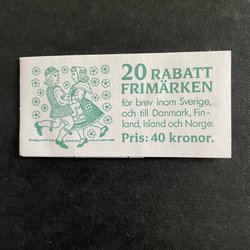 20 RABATT
FRIMÄRKEN
för brev inom Sverige,
och till Danmark, Fin-
land, Island och Norge.
Pris: 40 kronor.